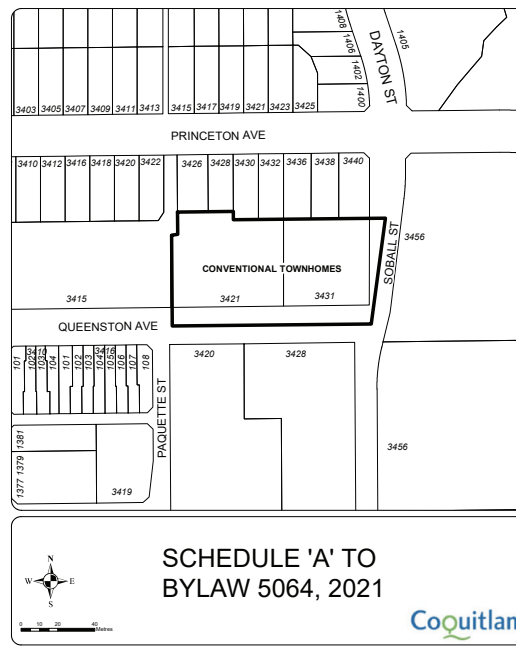 1408
1406
1402
1400
DAYTON ST
1405
3403 3405 3407 3409 3411 3413 3415 3417 3419 3421 3423 3425
PRINCETON AVE
3410 3412 3416 3418 3420 3422 3426 3428 3430 3432 3436 3438 3440
SOBALL ST
3456
CONVENTIONAL TOWNHOMES
3415 3421 3431
QUEENSTON AVE
3410 3416
101 102 103 104 101 102 103 104 105 106 107 108
PAQUETTE ST
3420 3428
1381
1379
1377
3419
3456
SCHEDULE 'A' TO
BYLAW 5064, 2021
N
W E
S
0 10 20 40
Metres
Coquitlam